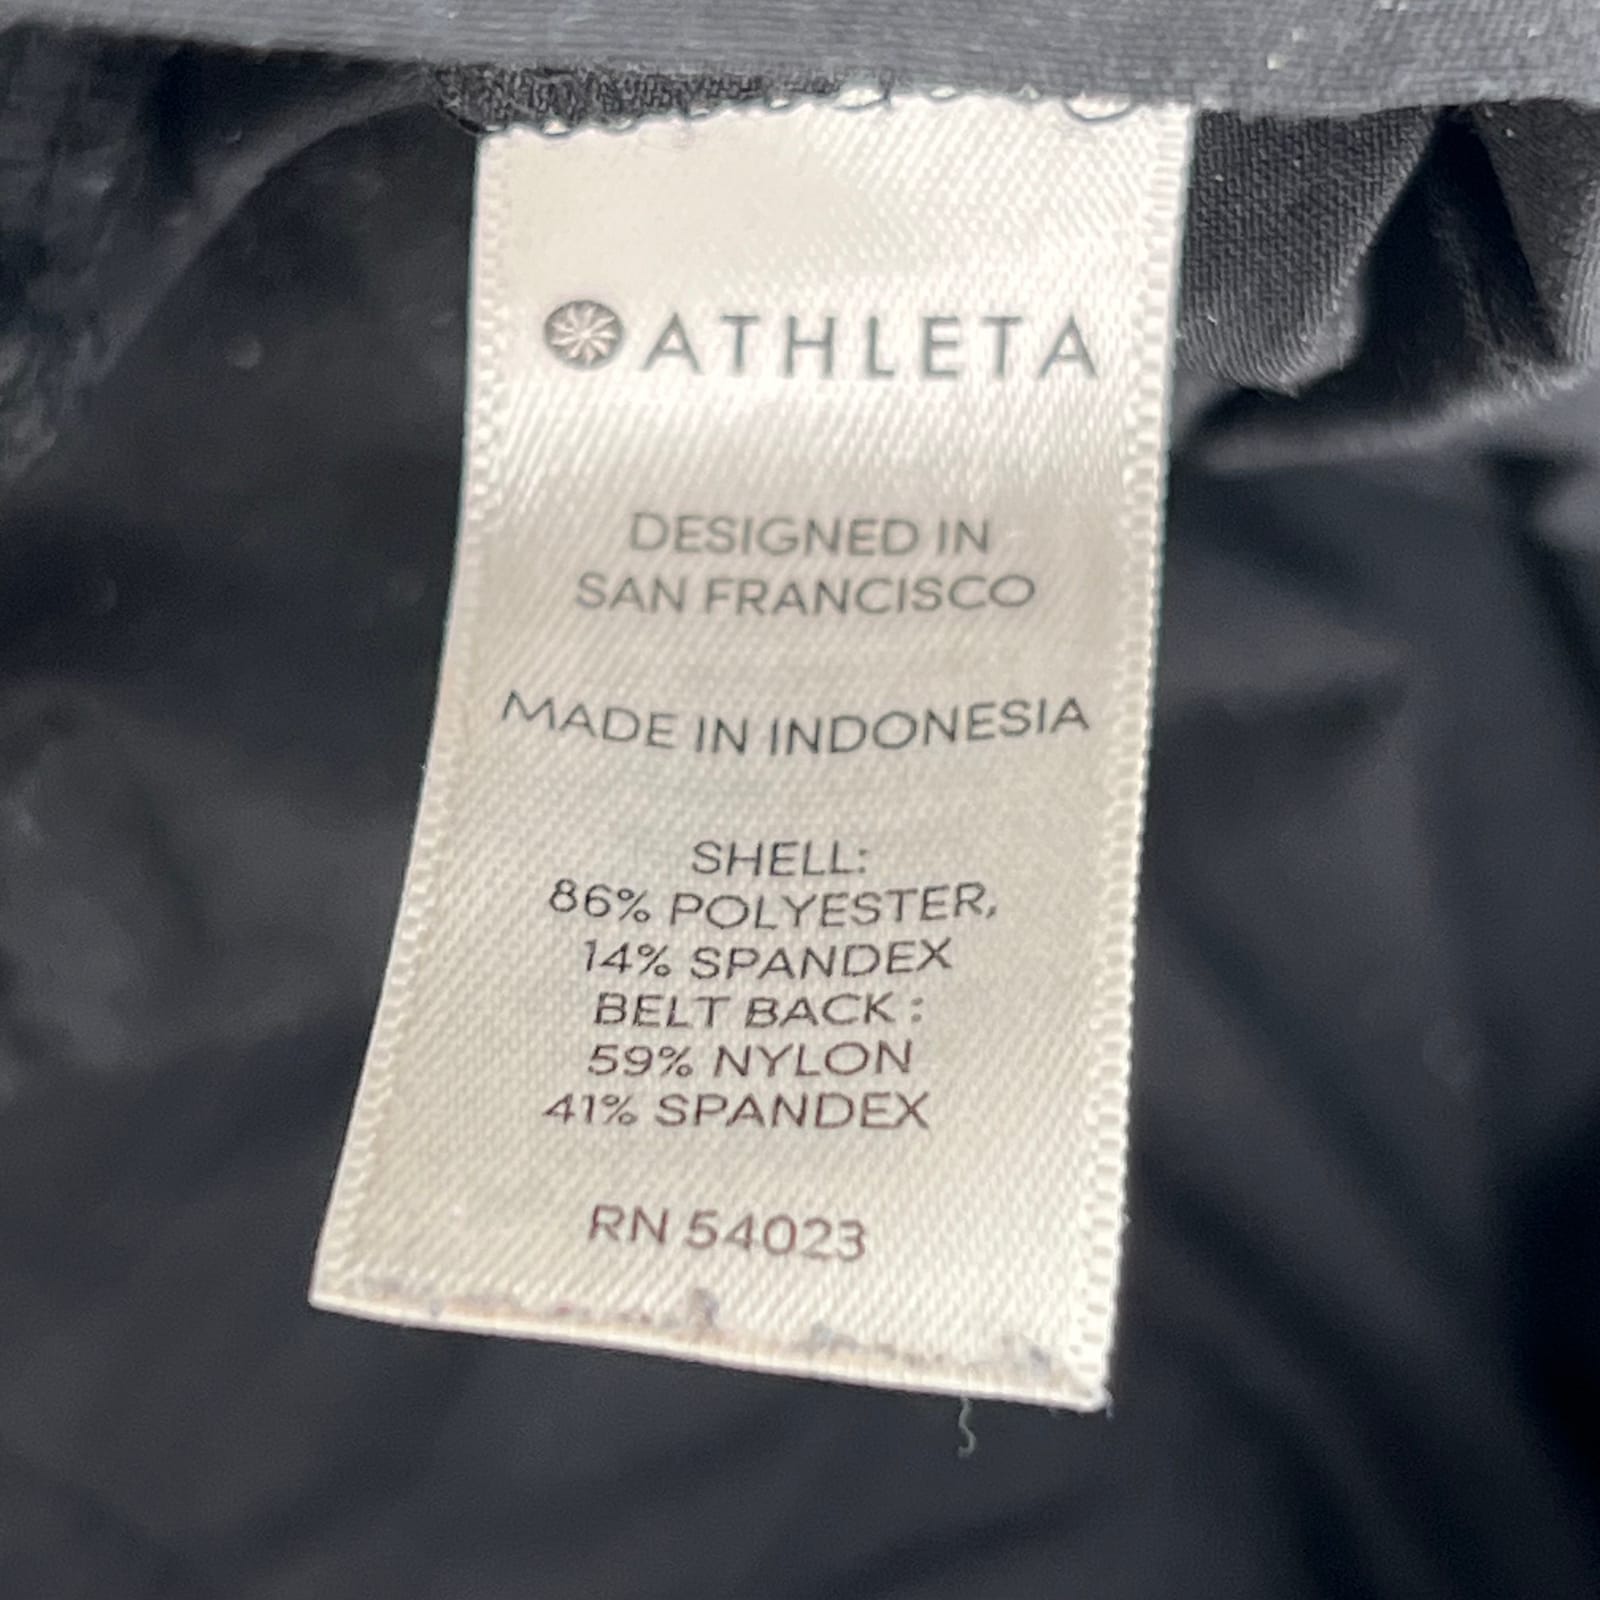 ATHLETA
DESIGNED IN
SAN FRANCISCO
MADE IN INDONESIA
SHELL:
86% POLYESTER,
14% SPANDEX
BELT BACK :
59% NYLON
41% SPANDEX
RN 54023